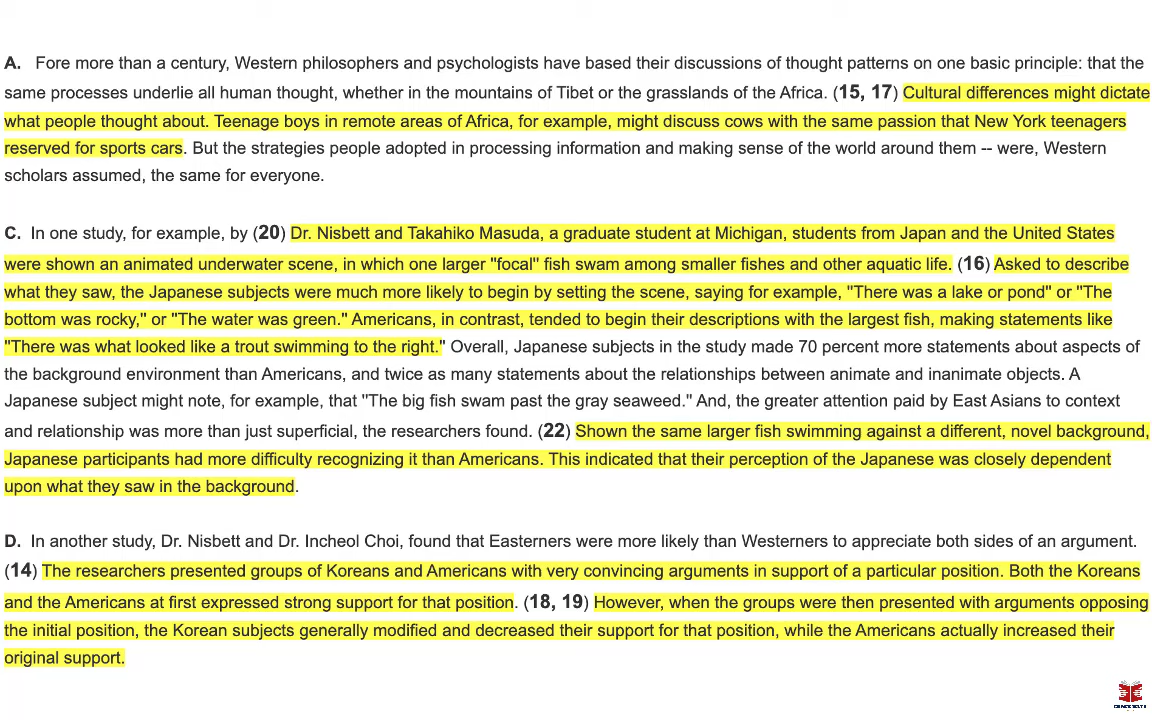 A. Fore more than a century, Western philosophers and psychologists have based their discussions of thought patterns on one basic principle: that the
same processes underlie all human thought, whether in the mountains of Tibet or the grasslands of the Africa. (15, 17) Cultural differences might dictate
what people thought about. Teenage boys in remote areas of Africa, for example, might discuss cows with the same passion that New York teenagers
reserved for sports cars. But the strategies people adopted in processing information and making sense of the world around them -- were, Western
scholars assumed, the same for everyone.
C. In one study, for example, by (20) Dr. Nisbett and Takahiko Masuda, a graduate student at Michigan, students from Japan and the United States
were shown an animated underwater scene, in which one larger "focal" fish swam among smaller fishes and other aquatic life. (16) Asked to describe
what they saw, the Japanese subjects were much more likely to begin by setting the scene, saying for example, "There was a lake or pond" or "The
bottom was rocky," or "The water was green." Americans, in contrast, tended to begin their descriptions with the largest fish, making statements like
"There was what looked like a trout swimming to the right." Overall, Japanese subjects in the study made 70 percent more statements about aspects of
the background environment than Americans, and twice as many statements about the relationships between animate and inanimate objects. A
Japanese subject might note, for example, that "The big fish swam past the gray seaweed." And, the greater attention paid by East Asians to context
and relationship was more than just superficial, the researchers found. (22) Shown the same larger fish swimming against a different, novel background,
Japanese participants had more difficulty recognizing it than Americans. This indicated that their perception of the Japanese was closely dependent
upon what they saw in the background.
D. In another study, Dr. Nisbett and Dr. Incheol Choi, found that Easterners were more likely than Westerners to appreciate both sides of an argument.
(14) The researchers presented groups of Koreans and Americans with very convincing arguments in support of a particular position. Both the Koreans
and the Americans at first expressed strong support for that position. (18, 19) However, when the groups were then presented with arguments opposing
the initial position, the Korean subjects generally modified and decreased their support for that position, while the Americans actually increased their
original support.